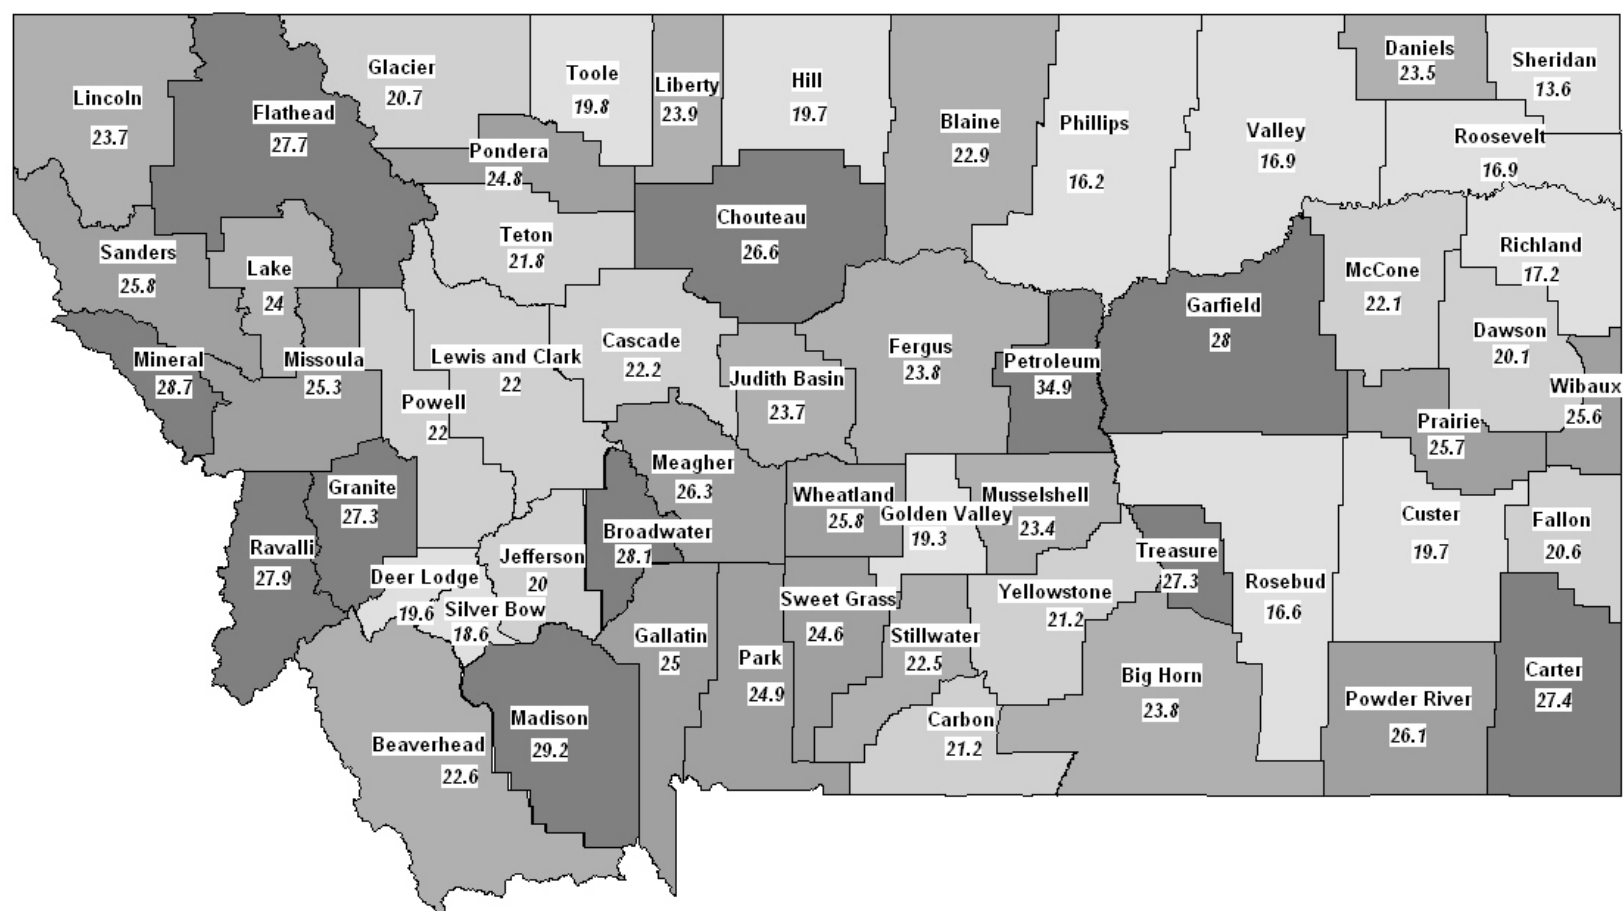 Lincoln
23.7
Flathead
27.7
Glacier
20.7
Toole
19.8
Liberty
23.9
Hill
19.7
Blaine
22.9
Phillips
16.2
Valley
16.9
Daniels
23.5
Sheridan
13.6
Roosevelt
16.9
Pondera
24.8
Sanders
25.8
Lake
24
Teton
21.8
Chouteau
26.6
Garfield
28
McCone
22.1
Richland
17.2
Mineral
28.7
Missoula
25.3
Lewis and Clark
22
Cascade
22.2
Judith Basin
23.7
Fergus
23.8
Petroleum
34.9
Dawson
20.1
Wibaux
25.6
Powell
22
Prairie
25.7
Granite
27.3
Meagher
26.3
Wheatland
25.8
Golden Valley
19.3
Musselshell
23.4
Custer
19.7
Fallon
20.6
Ravalli
27.9
Deer Lodge
19.6
Jefferson
20
Broadwater
28.1
Treasure
27.3
Silver Bow
18.6
Sweet Grass
24.6
Yellowstone
21.2
Rosebud
16.6
Gallatin
25
Park
24.9
Stillwater
22.5
Big Horn
23.8
Powder River
26.1
Carter
27.4
Beaverhead
22.6
Madison
29.2
Carbon
21.2